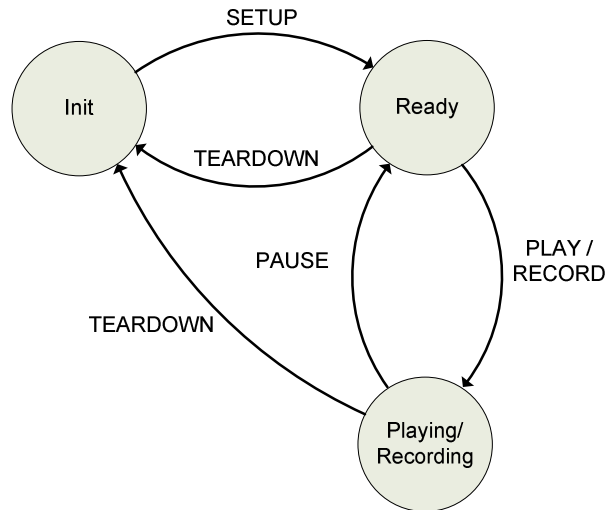 SETUP
Init
Ready
TEARDOWN
PAUSE
PLAY /
RECORD
TEARDOWN
Playing/
Recording